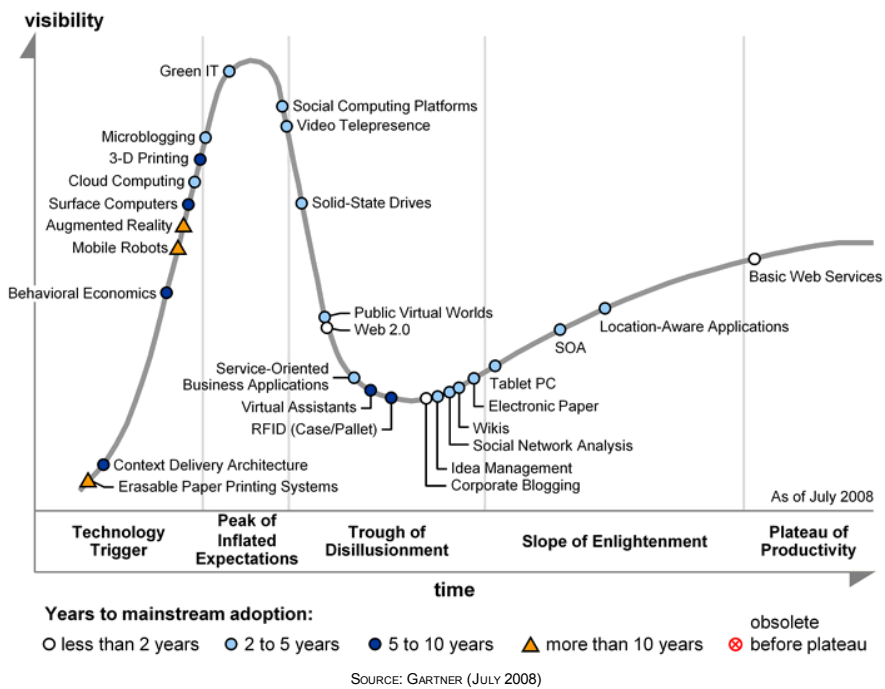 visibility
Green IT
Social Computing Platforms
Video Telepresence
Microblogging
3-D Printing
Cloud Computing
Surface Computers
Solid-State Drives
Augmented Reality
Mobile Robots
Behavioral Economics
Basic Web Services
Public Virtual Worlds
Location-Aware Applications
Web 2.0
SOA
Service-Oriented
Business Applications
Tablet PC
Virtual Assistants
Electronic Paper
RFID (Case/Pallet)
Wikis
Social Network Analysis
Context Delivery Architecture
Idea Management
Erasable Paper Printing Systems
Corporate Blogging
As of July 2008
Technology
Trigger
Peak of
Inflated
Expectations
Trough of
Disillusionment
Slope of Enlightenment
Plateau of
Productivity
time
Years to mainstream adoption:
less than 2 years
2 to 5 years
5 to 10 years
more than 10 years
obsolete
before plateau
SOURCE: GARTNER (JULY 2008)